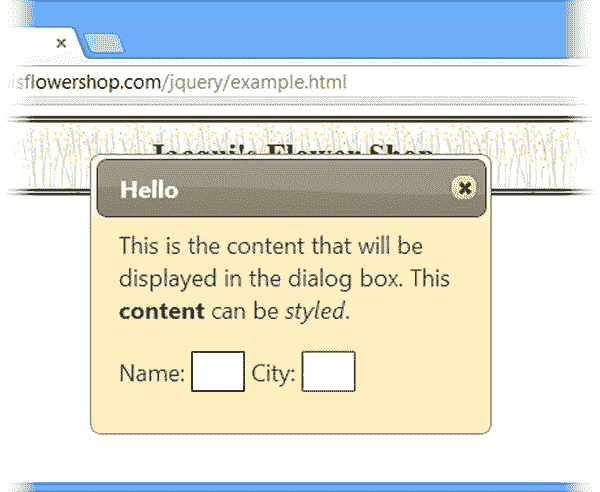 isflowershop.com/jquery/example.html
Jacqui's Flower Shop
Hello
This is the content that will be
displayed in the dialog box. This
content can be styled.
Name: City: